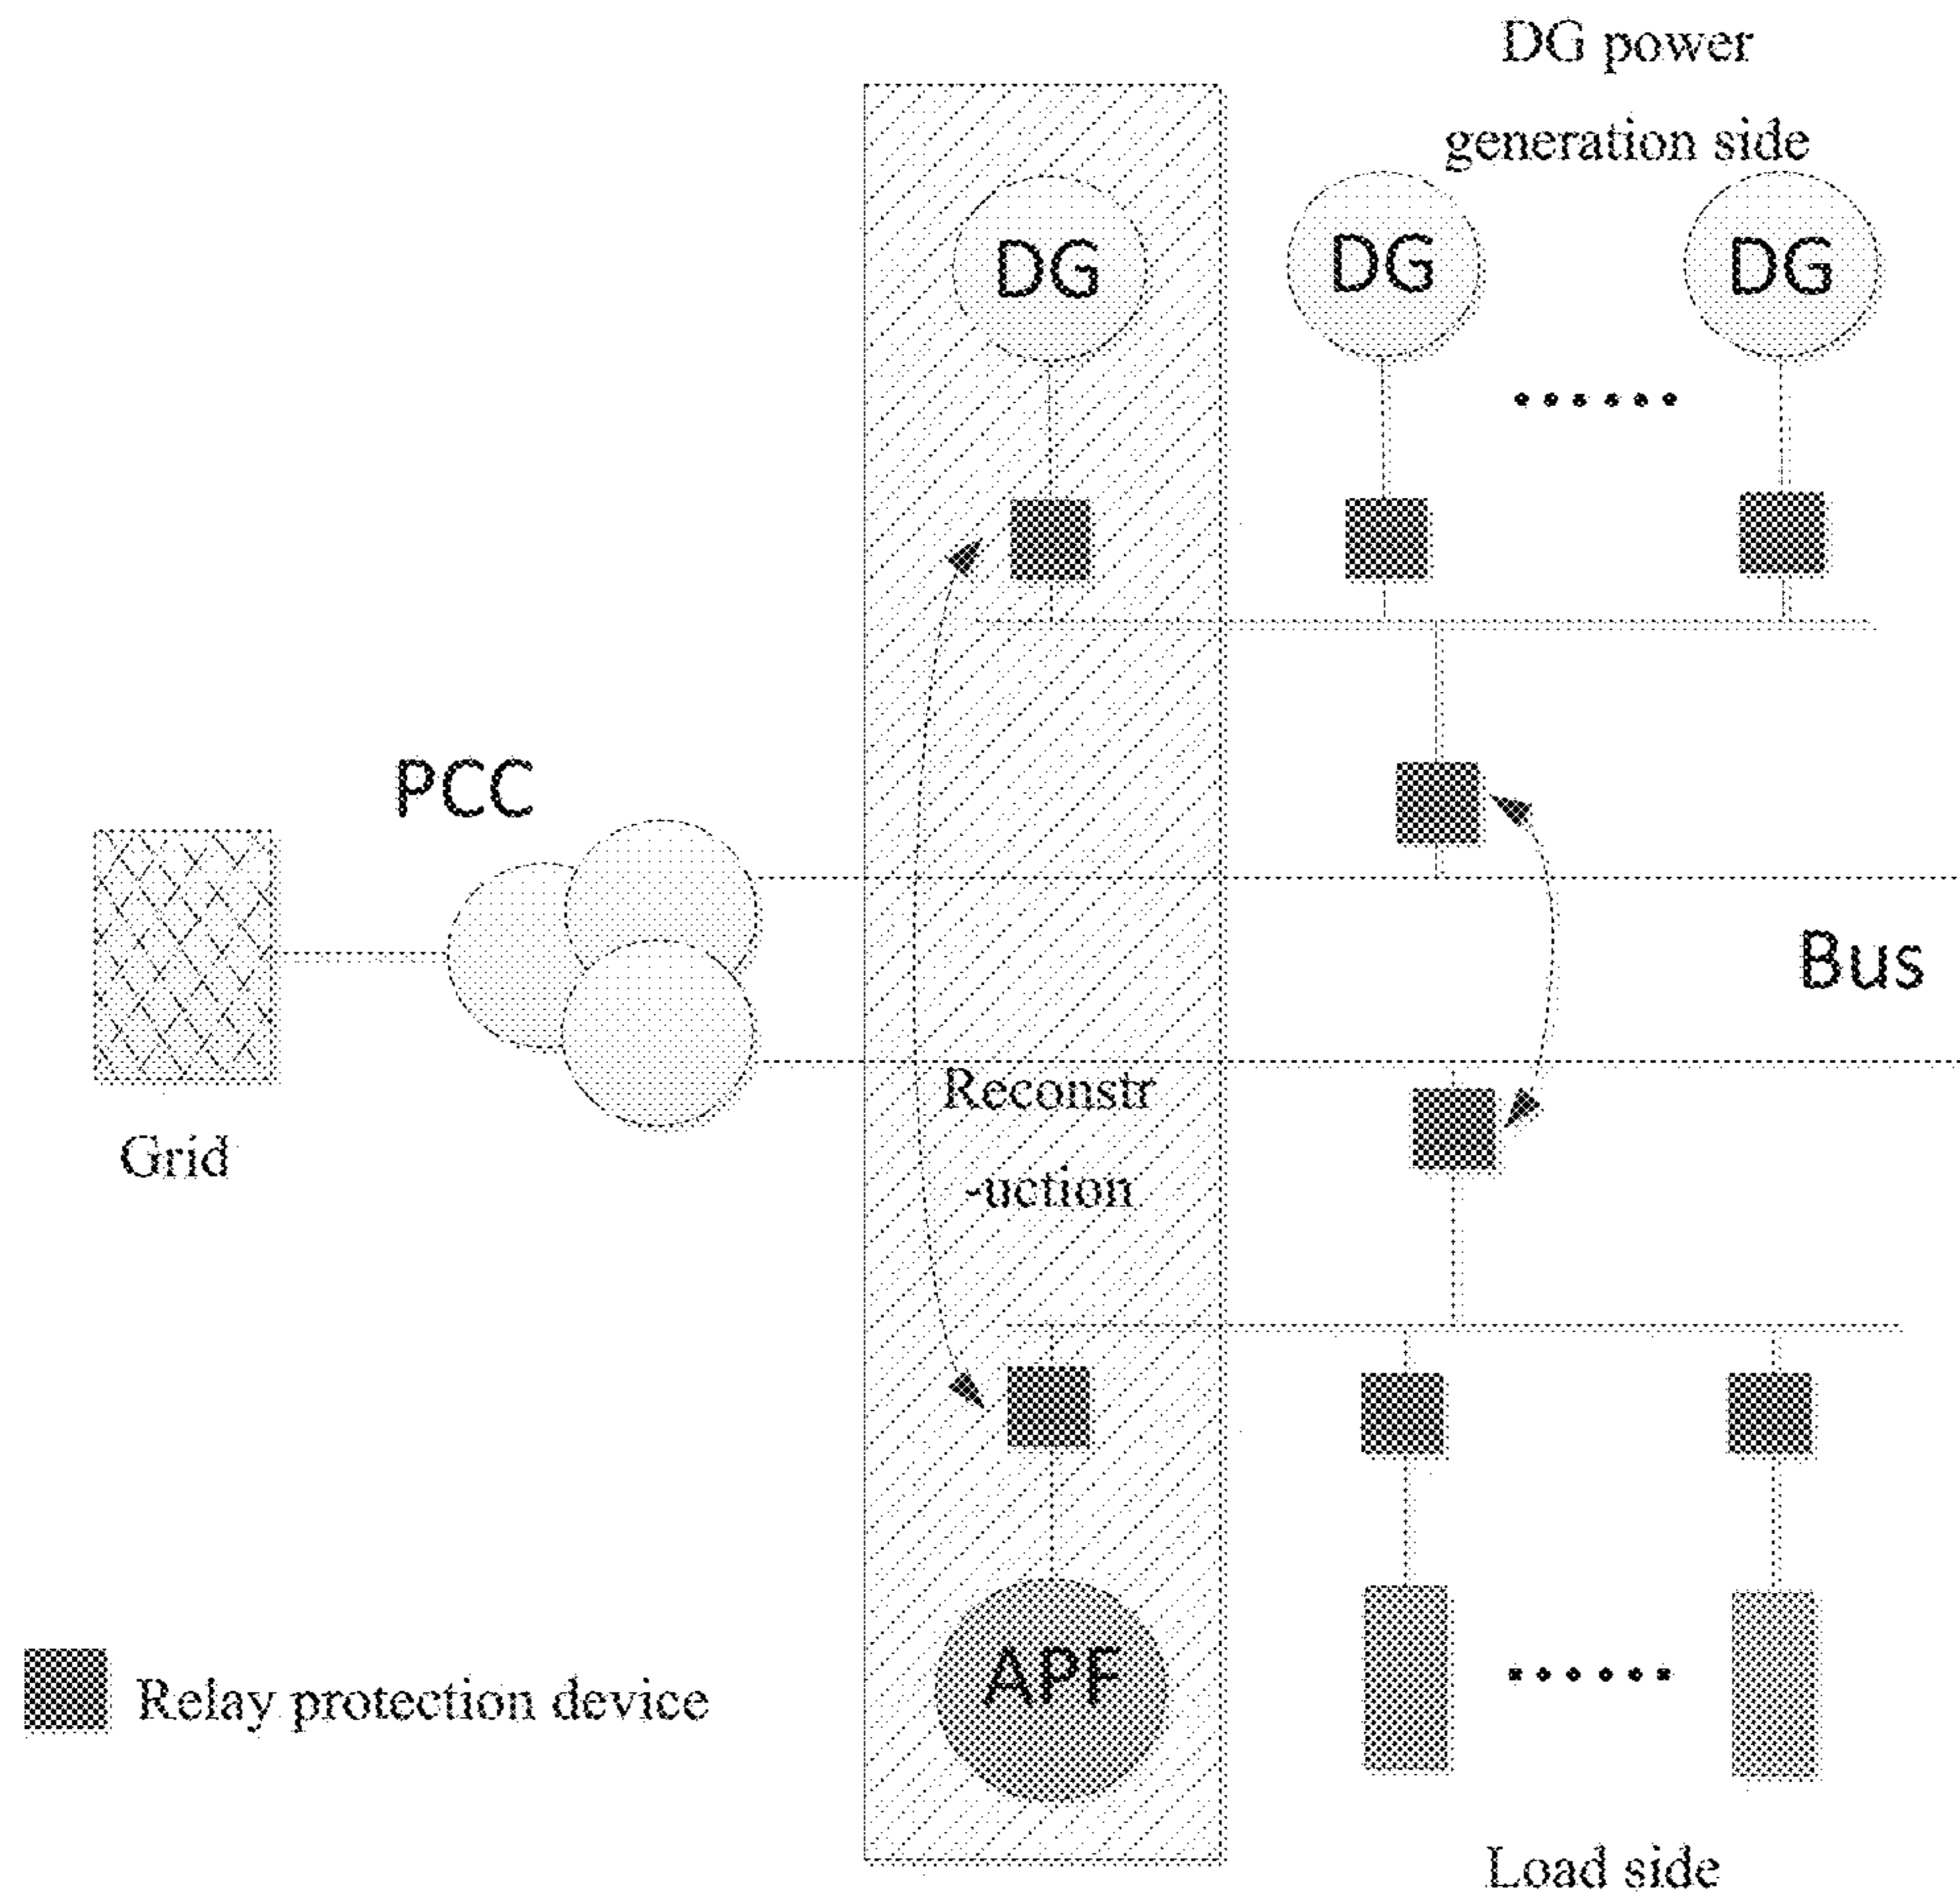 DG power
generation side
DG
DG
DG
PCC
Bus
Grid
Reconstr
-uction
APF
Relay protection device
Load side